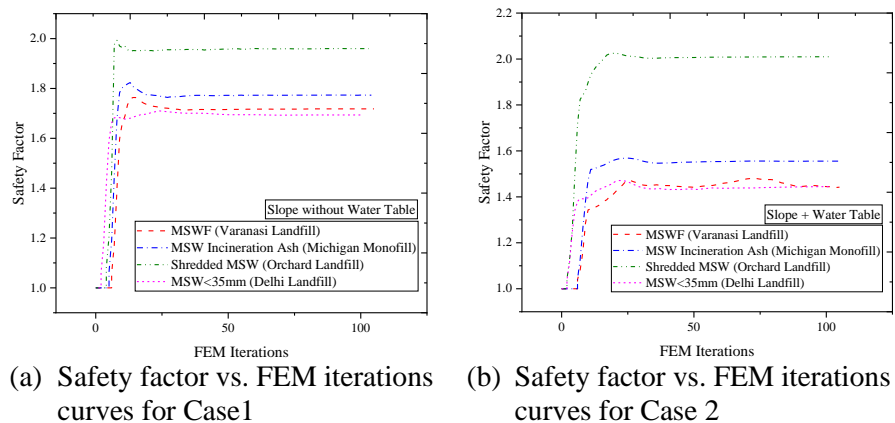 2.0
1.8
1.6
1.4
1.2
1.0
Safety Factor
Slope without Water Table
MSWF (Varanasi Landfill)
MSW Incineration Ash (Michigan Monofill)
Shredded MSW (Orchard Landfill)
MSW<35mm (Delhi Landfill)
0 50 100
FEM Iterations
(a) Safety factor vs. FEM iterations
curves for Case1
2.2
2.0
1.8
1.6
1.4
1.2
1.0
Safety Factor
Slope + Water Table
MSWF (Varanasi Landfill)
MSW Incineration Ash (Michigan Monofill)
Shredded MSW (Orchard Landfill)
MSW<35mm (Delhi Landfill)
0 50 100
FEM Iterations
(b) Safety factor vs. FEM iterations
curves for Case 2